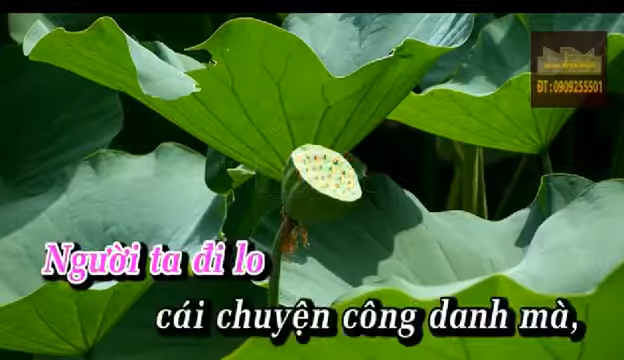 ĐT:0909255501
Người ta đi lo
cái chuyện công danh mà,